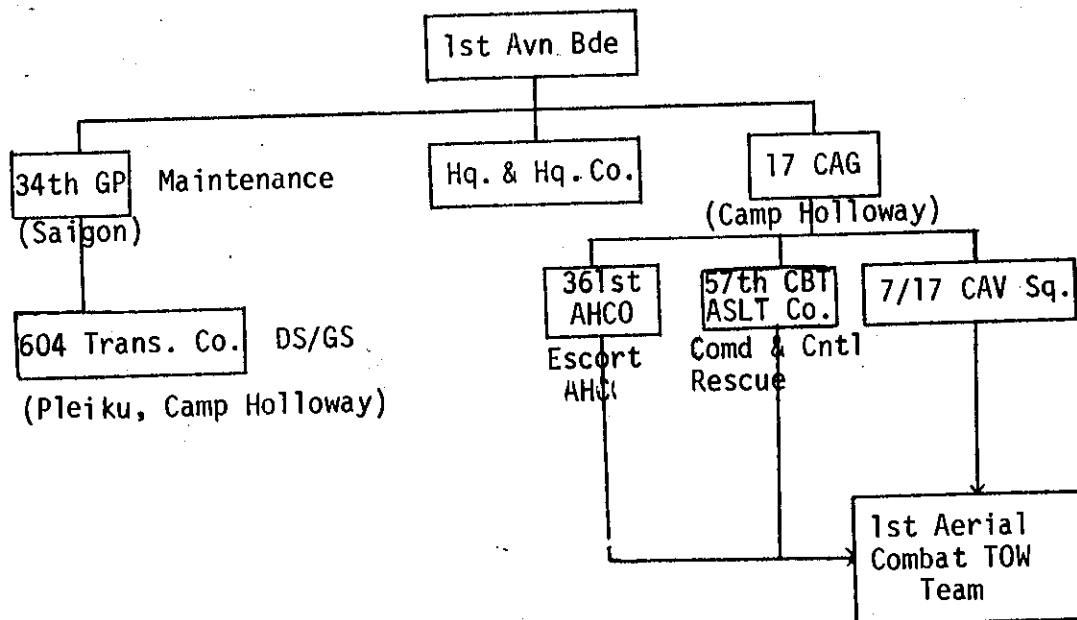 1st Avn Bde
34th GP Maintenance
(Saigon)
Hq. & Hq. Co.
17 CAG
(Camp Holloway)
604 Trans. Co. DS/GS
(Pleiku, Camp Holloway)
361st
AHCO
Escort
57th CBT
ASLT Co.
Comd & Cntl
Rescue
7/17 CAV Sq.
1st Aerial
Combat TOW
Team